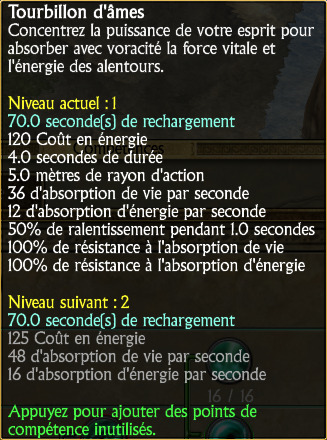 Tourbillon d'âmes
Concentrez la puissance de votre esprit pour
absorber avec voracité la force vitale et
l'énergie des alentours.
Niveau actuel : 1
70.0 seconde(s) de rechargement
120 Coût en énergie
4.0 secondes de durée
5.0 mètres de rayon d'action
36 d'absorption de vie par seconde
12 d'absorption d'énergie par seconde
50% de ralentissement pendant 1.0 secondes
100% de résistance à l'absorption de vie
100% de résistance à l'absorption d'énergie
Niveau suivant : 2
70.0 seconde(s) de rechargement
125 Coût en énergie
48 d'absorption de vie par seconde
16 d'absorption d'énergie par seconde
16 / 16
Appuyez pour ajouter des points de
compétence inutilisés.